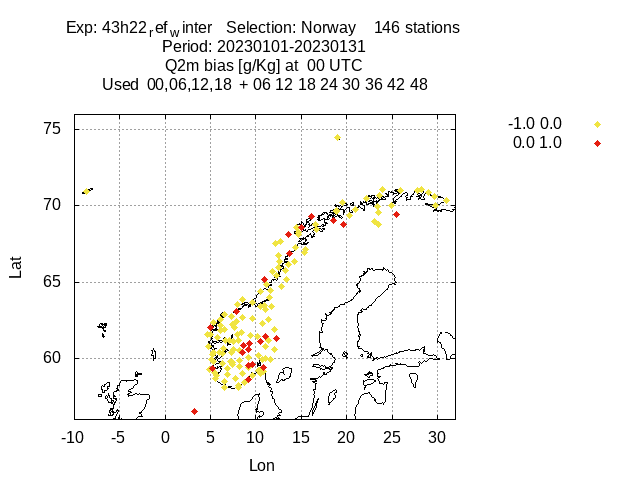 Exp: 43h22refwinter Selection: Norway 146 stations
Period: 20230101-20230131
Q2m bias [g/Kg] at 00 UTC
Used 00,06,12,18 + 06 12 18 24 30 36 42 48
-1.0 0.0
0.0 1.0
75
70
65
60
Lat
-10 -5 0 5 10 15 20 25 30
Lon